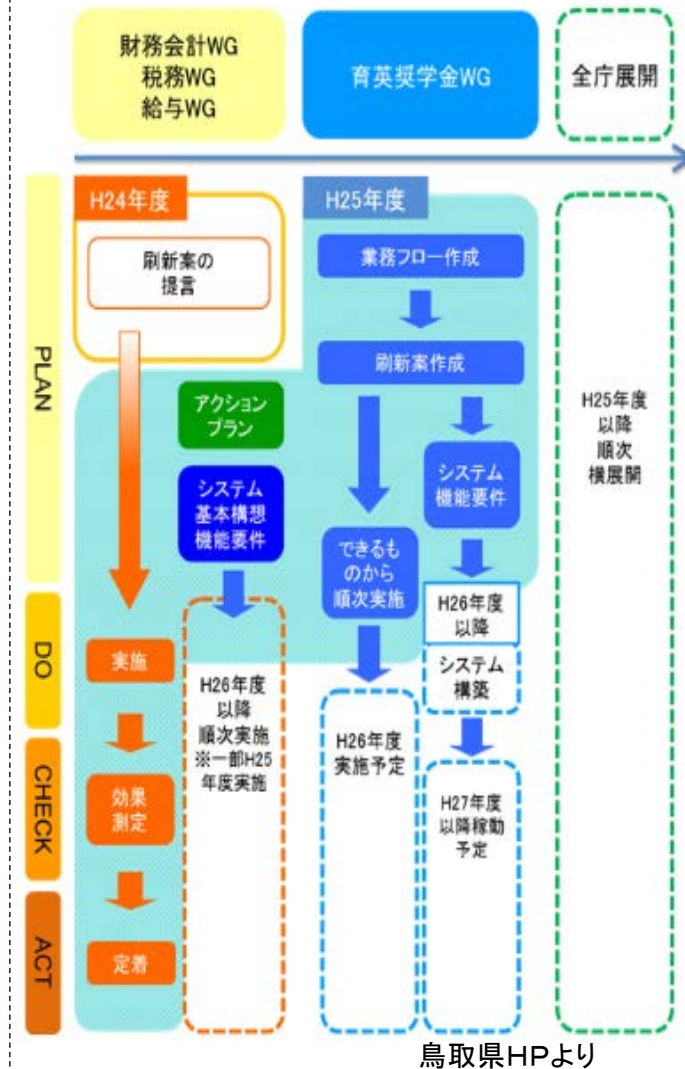 財務会計WG
税務WG
給与WG
育英奨学金WG
全庁展開
PLAN
DO
CHECK
ACT
H24年度
刷新案の
提言
実施
効果
測定
定着
アクション
プラン
システム
基本構想
機能要件
H26年度
以降
順次実施
※一部H25
年度実施
H25年度
業務フロー作成
刷新案作成
できるも
のから
順次実施
H26年度
実施予定
システム
機能要件
H26年度
以降
システム
構築
H27年度
以降稼動
予定
H25年度
以降
順次
横展開
鳥取県HPより